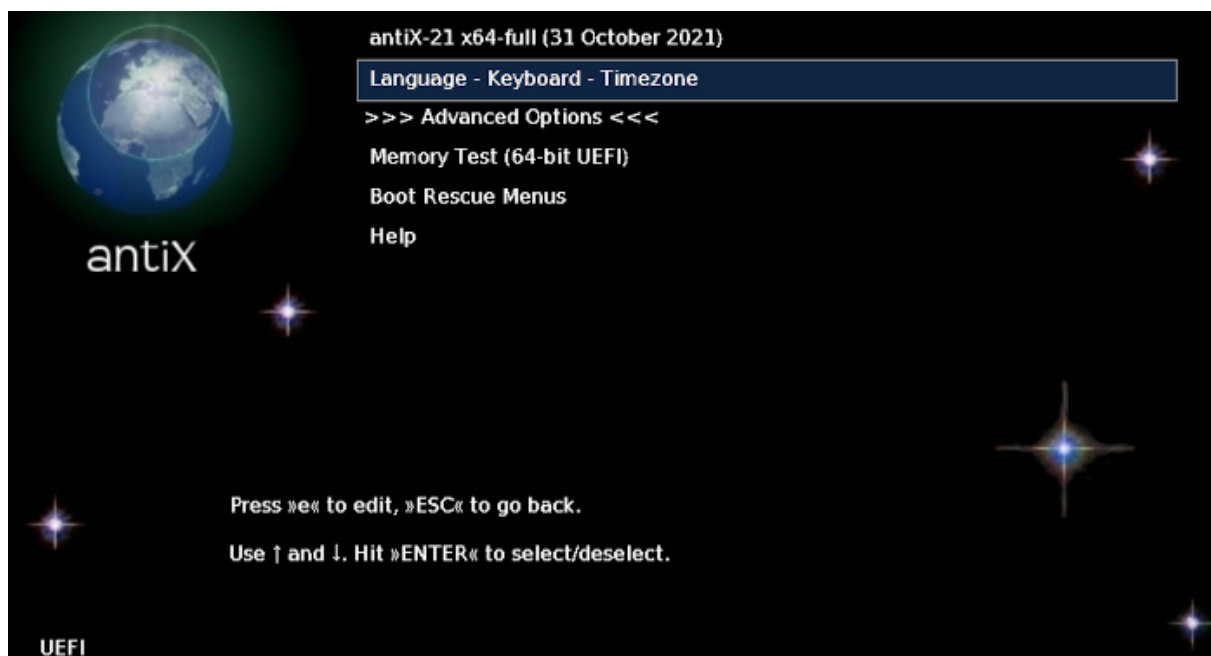 antiX-21 x64-full (31 October 2021)
Language - Keyboard - Timezone
>>> Advanced Options <<<
Memory Test (64-bit UEFI)
Boot Rescue Menus
Help
antiX
Press »e« to edit, »ESC« to go back.
Use ↑ and ↓. Hit »ENTER« to select/deselect.
UEFI